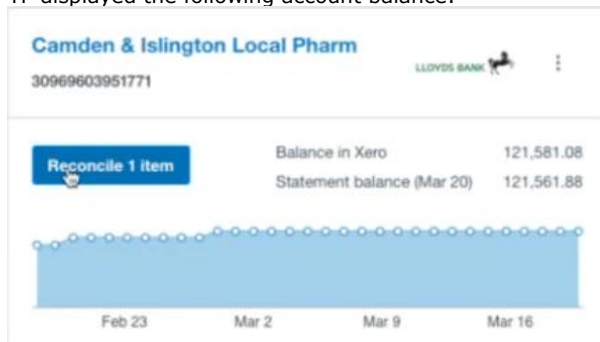 YP displayed the following account balance:
Camden & Islington Local Pharm
LLOYDS BANK
30969603951771
Reconcile 1 item
Balance in Xero 121,581.08
Statement balance (Mar 20) 121,561.88
Feb 23 Mar 2 Mar 9 Mar 16